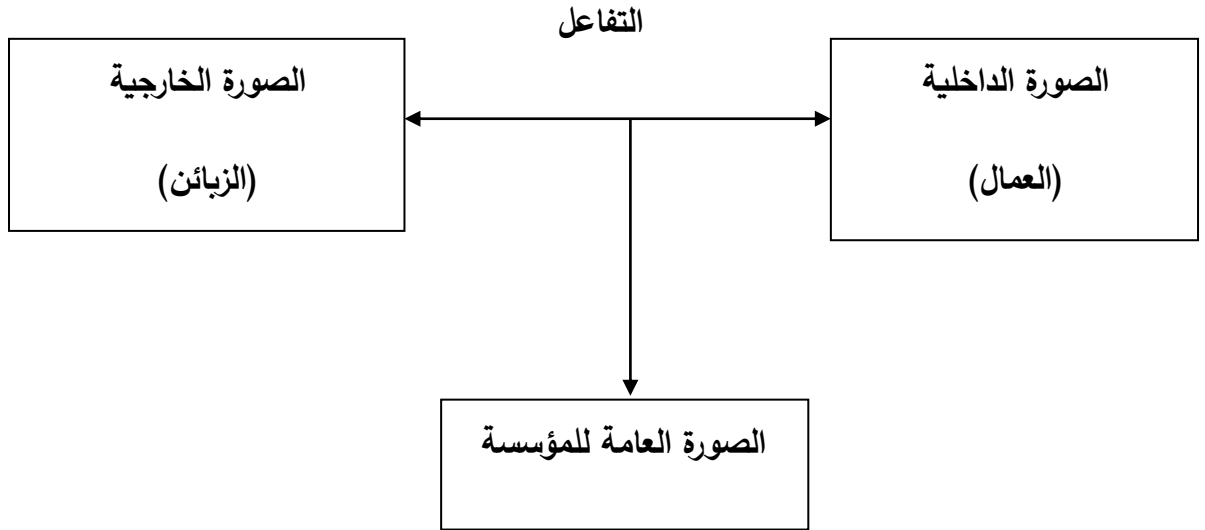 التفاعل
الصورة الداخلية
(العمال)
الصورة الخارجية
(الزبائن)
الصورة العامة للمؤسسة